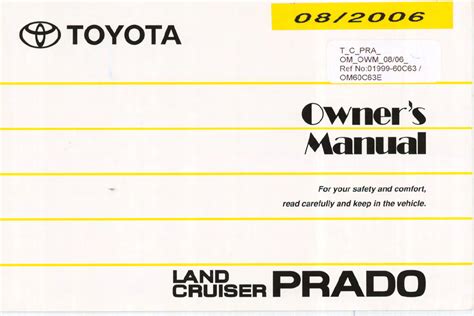 TOYOTA
08/2006
T_C_PRA_
OM_OWM_08/06_
Ref No:01999-60C63 /
OM60C63E
Owner's
Manual
For your safety and comfort,
read carefully and keep in the vehicle.
LAND
CRUISER PRADO